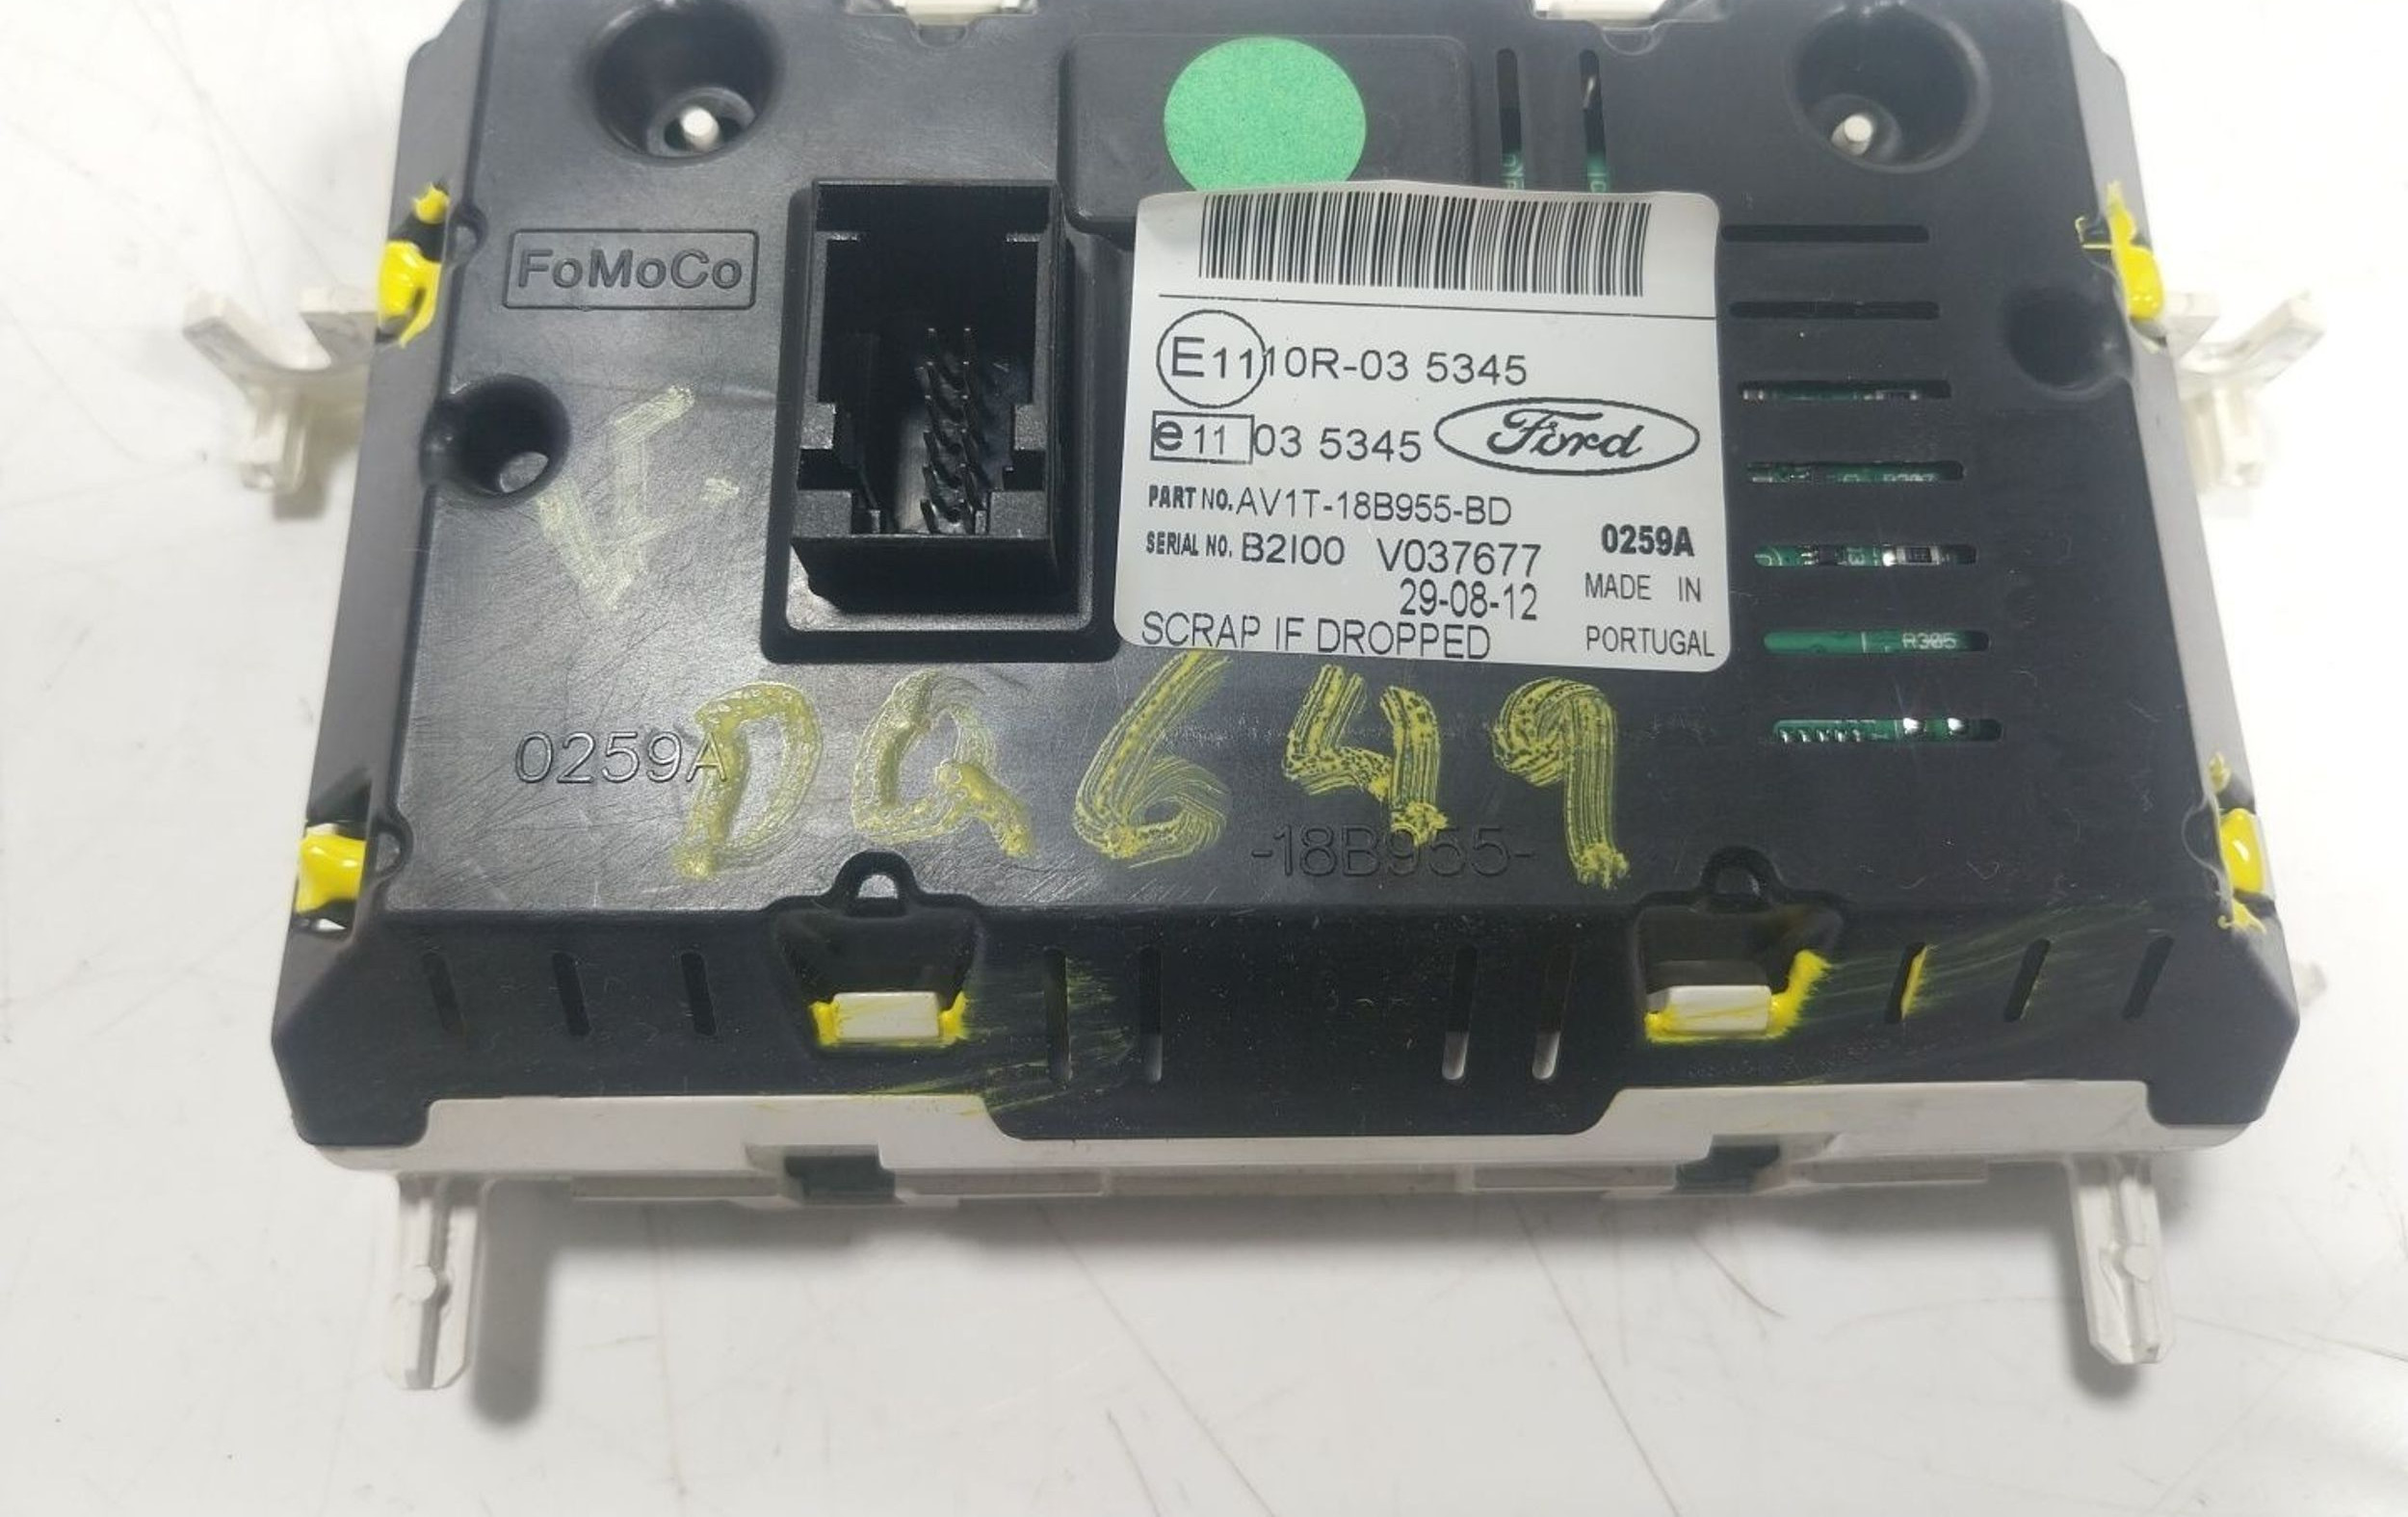 FoMoCo
E11 10R-03 5345
e11 03 5345 Ford
PART NO. AV1T-18B955-BD
SERIAL NO. B2I00 V037677 0259A
29-08-12 MADE IN
SCRAP IF DROPPED PORTUGAL
R305
0259A
DQ649
-18B955-